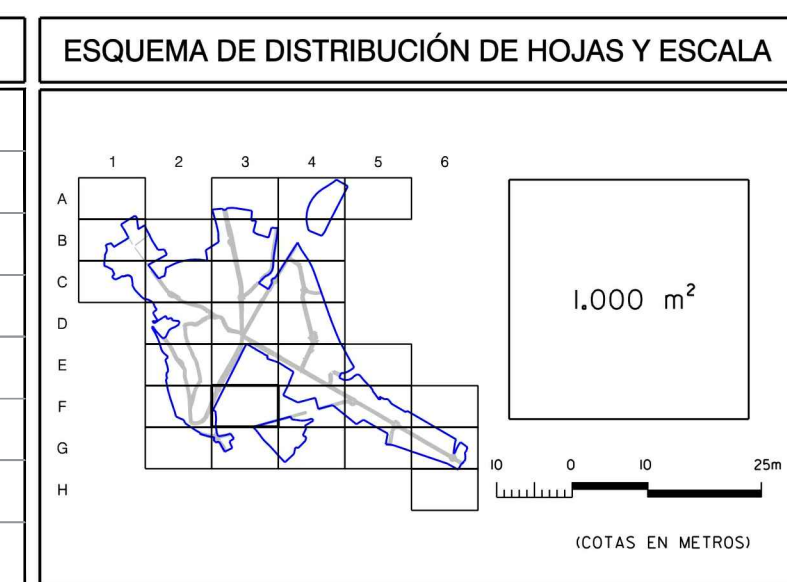 ESQUEMA DE DISTRIBUCIÓN DE HOJAS Y ESCALA
1 2 3 4 5 6
A
B
C
D
E
F
G
H
1.000 m²
10 0 10 25m
(COTAS EN METROS)